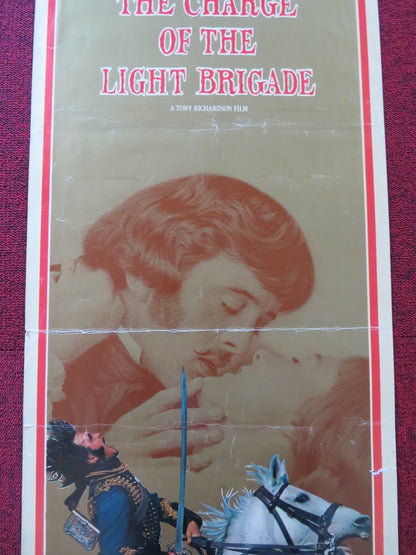 THE CHARGE
OF THE
LIGHT BRIGADE
A TONY RICHARDSON FILM